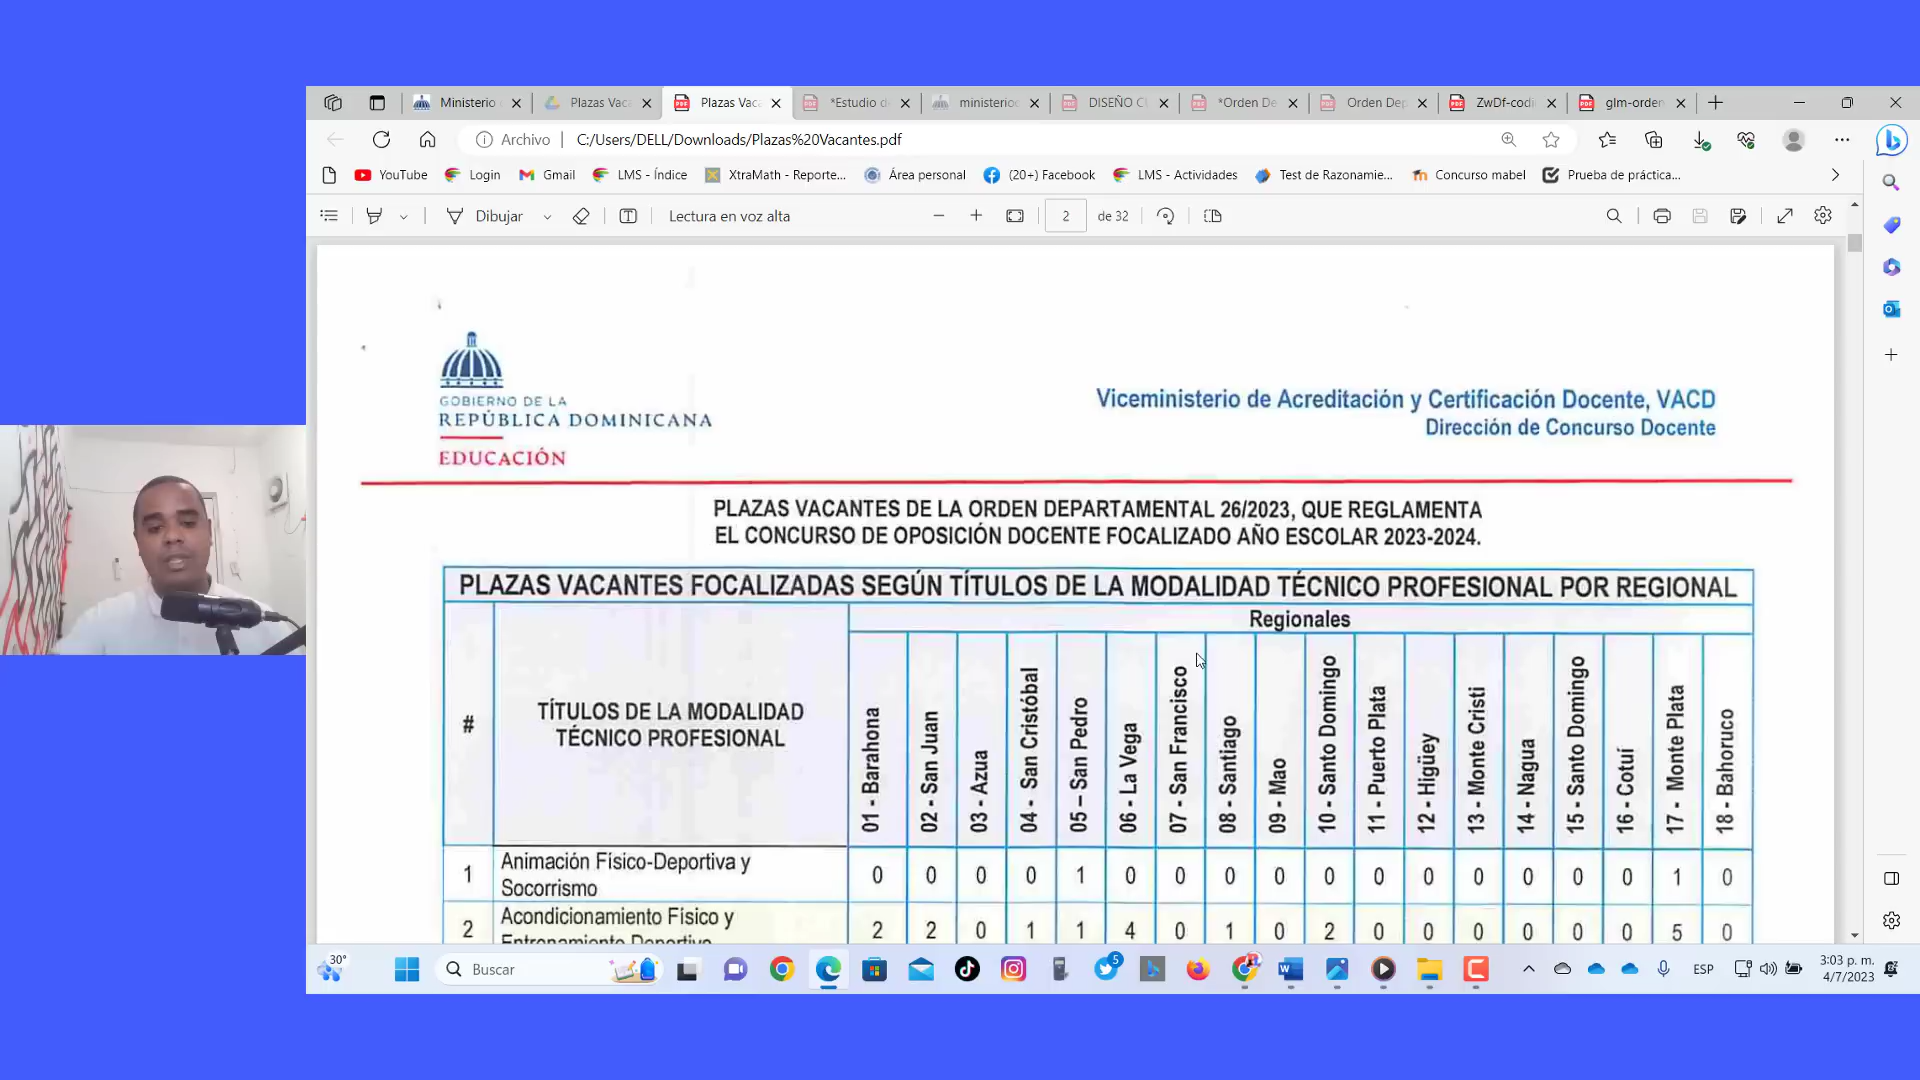 Ministerio
Plazas Vac
Plazas Vac
*Estudio d
ministerio
DISEÑO C
*Orden De
Orden Dep
ZwDf-codi
glm-orden
Archivo
C:/Users/DELL/Downloads/Plazas%20Vacantes.pdf
YouTube
Login
Gmail
LMS - Índice
XtraMath - Reporte...
Área personal
(20+) Facebook
LMS - Actividades
Test de Razonamie...
Concurso mabel
Prueba de práctica...
Dibujar
Lectura en voz alta
2
de 32
GOBIERNO DE LA
REPÚBLICA DOMINICANA
EDUCACIÓN
Viceministerio de Acreditación y Certificación Docente, VACD
Dirección de Concurso Docente
PLAZAS VACANTES DE LA ORDEN DEPARTAMENTAL 26/2023, QUE REGLAMENTA
EL CONCURSO DE OPOSICIÓN DOCENTE FOCALIZADO AÑO ESCOLAR 2023-2024.
PLAZAS VACANTES FOCALIZADAS SEGÚN TÍTULOS DE LA MODALIDAD TÉCNICO PROFESIONAL POR REGIONAL
Regionales
#
TÍTULOS DE LA MODALIDAD
TÉCNICO PROFESIONAL
01 - Barahona
02 - San Juan
03 - Azua
04 - San Cristóbal
05 – San Pedro
06 - La Vega
07 - San Francisco
08 - Santiago
09 - Mao
10 - Santo Domingo
11 - Puerto Plata
12 - Higüey
13 - Monte Cristi
14 - Nagua
15 - Santo Domingo
16 - Cotuí
17 - Monte Plata
18 - Bahoruco
1
Animación Físico-Deportiva y
Socorrismo
0 0 0 0 1 0 0 0 0 0 0 0 0 0 0 0 1 0
2
Acondicionamiento Físico y
Entrenamiento Deportivo
2 2 0 1 1 4 0 1 0 2 0 0 0 0 0 0 5 0
30°
Buscar
5
ESP
3:03 p. m.
4/7/2023